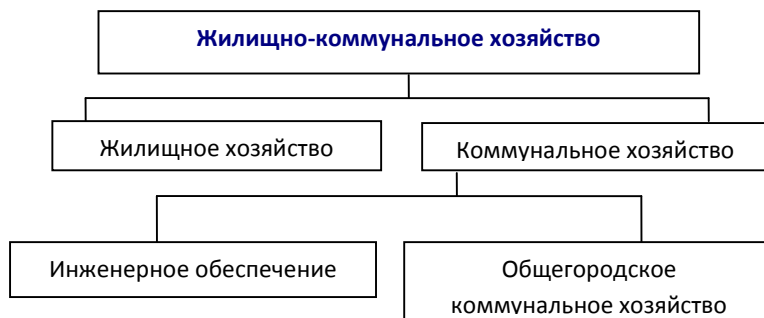 Жилищно-коммунальное хозяйство
Жилищное хозяйство
Коммунальное хозяйство
Инженерное обеспечение
Общегородское
коммунальное хозяйство